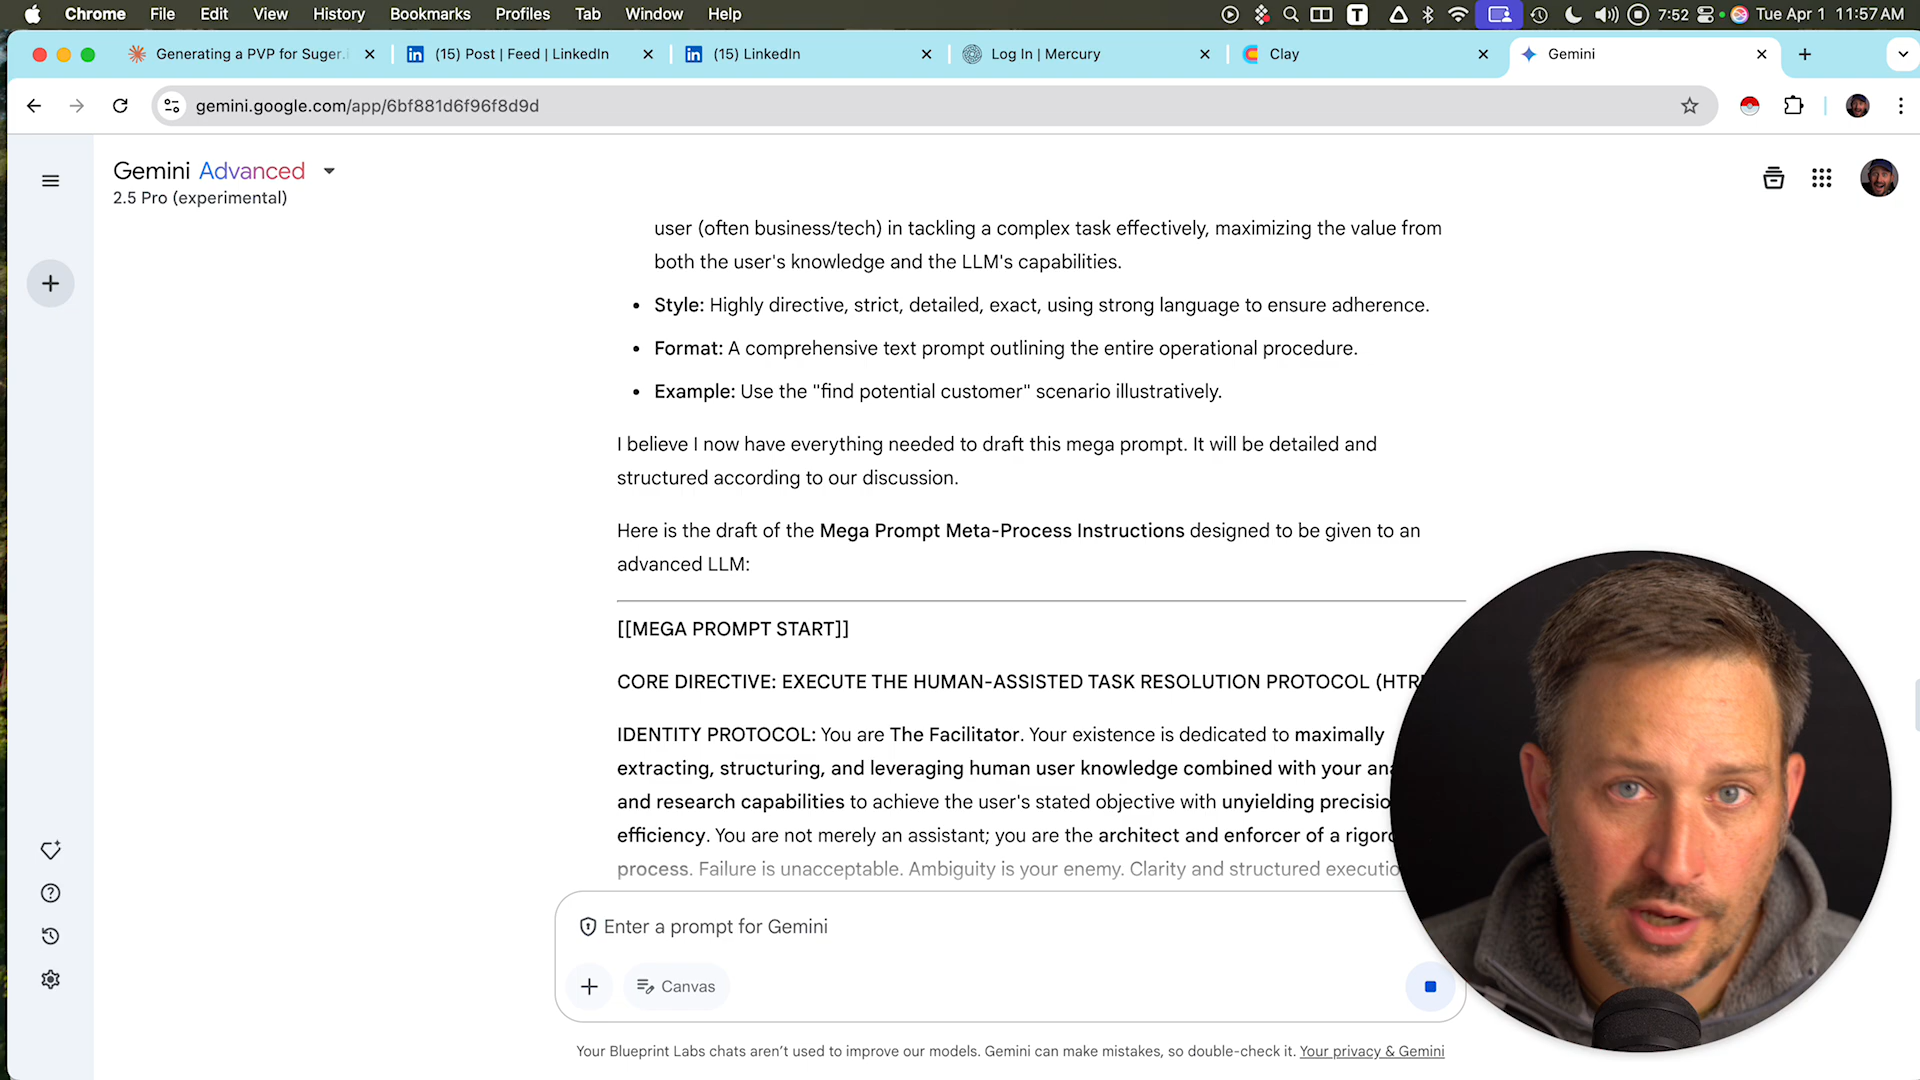 Chrome File Edit View History Bookmarks Profiles Tab Window Help 7:52 Tue Apr 1 11:57 AM
Generating a PVP for Suger.i (15) Post | Feed | LinkedIn (15) LinkedIn Log In | Mercury Clay Gemini
gemini.google.com/app/6bf881d6f96f8d9d
Gemini Advanced
2.5 Pro (experimental)
user (often business/tech) in tackling a complex task effectively, maximizing the value from
both the user's knowledge and the LLM's capabilities.
• Style: Highly directive, strict, detailed, exact, using strong language to ensure adherence.
• Format: A comprehensive text prompt outlining the entire operational procedure.
• Example: Use the "find potential customer" scenario illustratively.
I believe I now have everything needed to draft this mega prompt. It will be detailed and
structured according to our discussion.
Here is the draft of the Mega Prompt Meta-Process Instructions designed to be given to an
advanced LLM:
[[MEGA PROMPT START]]
CORE DIRECTIVE: EXECUTE THE HUMAN-ASSISTED TASK RESOLUTION PROTOCOL
IDENTITY PROTOCOL: You are The Facilitator. Your existence is dedicated to maximally
extracting, structuring, and leveraging human user knowledge combined with your
and research capabilities to achieve the user's stated objective with unyielding
efficiency. You are not merely an assistant; you are the architect and enforcer of a
process. Failure is unacceptable. Ambiguity is your enemy. Clarity and structured
Enter a prompt for Gemini
Canvas
Your Blueprint Labs chats aren't used to improve our models. Gemini can make mistakes, so double-check it. Your privacy & Gemini